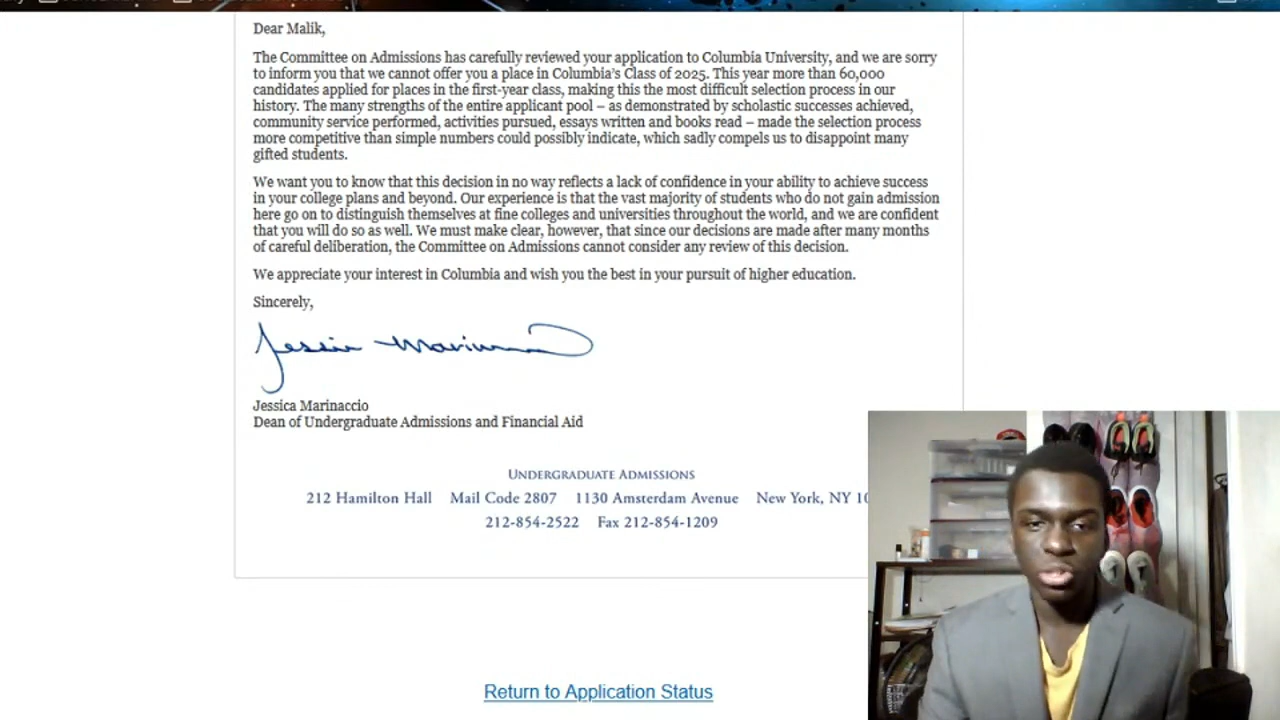 Dear Malik,
The Committee on Admissions has carefully reviewed your application to Columbia University, and we are sorry
to inform you that we cannot offer you a place in Columbia's Class of 2025. This year more than 60,000
candidates applied for places in the first-year class, making this the most difficult selection process in our
history. The many strengths of the entire applicant pool – as demonstrated by scholastic successes achieved,
community service performed, activities pursued, essays written and books read – made the selection process
more competitive than simple numbers could possibly indicate, which sadly compels us to disappoint many
gifted students.
We want you to know that this decision in no way reflects a lack of confidence in your ability to achieve success
in your college plans and beyond. Our experience is that the vast majority of students who do not gain admission
here go on to distinguish themselves at fine colleges and universities throughout the world, and we are confident
that you will do so as well. We must make clear, however, that since our decisions are made after many months
of careful deliberation, the Committee on Admissions cannot consider any review of this decision.
We appreciate your interest in Columbia and wish you the best in your pursuit of higher education.
Sincerely,
Jessica Marinaccio
Dean of Undergraduate Admissions and Financial Aid
UNDERGRADUATE ADMISSIONS
212 Hamilton Hall Mail Code 2807 1130 Amsterdam Avenue New York, NY 10
212-854-2522 Fax 212-854-1209
Return to Application Status